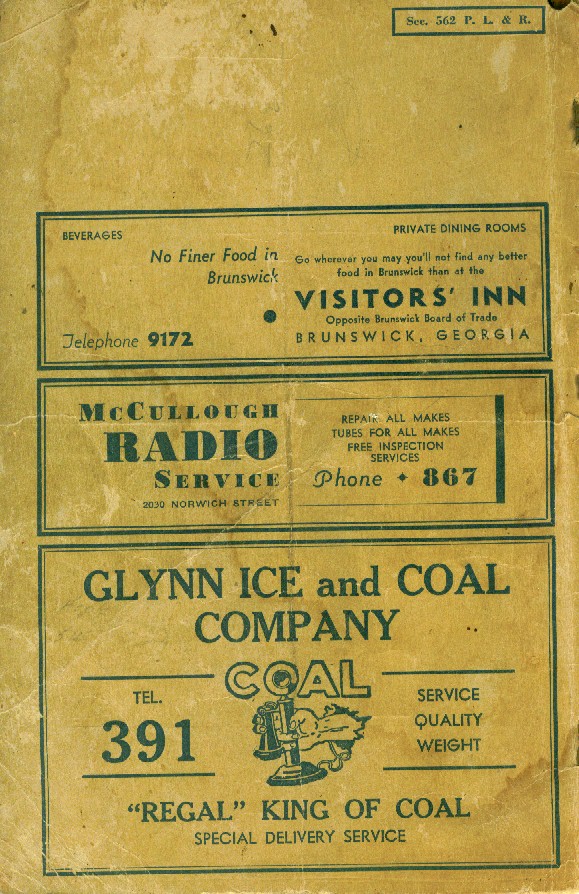 Sec. 562 P. L. & R.
BEVERAGES
No Finer Food in
Brunswick
Telephone 9172
PRIVATE DINING ROOMS
Go wherever you may you'll not find any better
food in Brunswick than at the
VISITORS' INN
Opposite Brunswick Board of Trade
BRUNSWICK, GEORGIA
McCULLOUGH
RADIO
SERVICE
2030 NORWICH STREET
REPAIR ALL MAKES
TUBES FOR ALL MAKES
FREE INSPECTION
SERVICES
Phone ✦ 867
GLYNN ICE and COAL
COMPANY
COAL
TEL.
391
SERVICE
QUALITY
WEIGHT
"REGAL" KING OF COAL
SPECIAL DELIVERY SERVICE